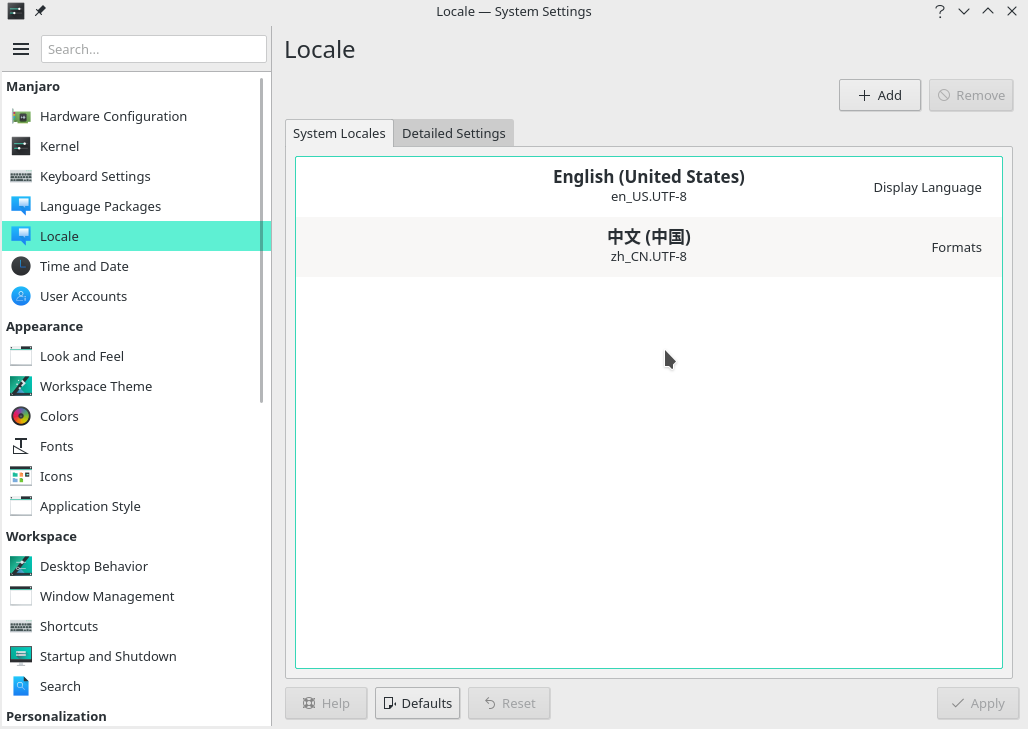 Locale — System Settings
Search...
Locale
Add
Remove
Manjaro
Hardware Configuration
Kernel
Keyboard Settings
Language Packages
Locale
Time and Date
User Accounts
Appearance
Look and Feel
Workspace Theme
Colors
Fonts
Icons
Application Style
Workspace
Desktop Behavior
Window Management
Shortcuts
Startup and Shutdown
Search
Personalization
System Locales
Detailed Settings
English (United States)
en_US.UTF-8
Display Language
中文 (中国)
zh_CN.UTF-8
Formats
Help
Defaults
Reset
Apply